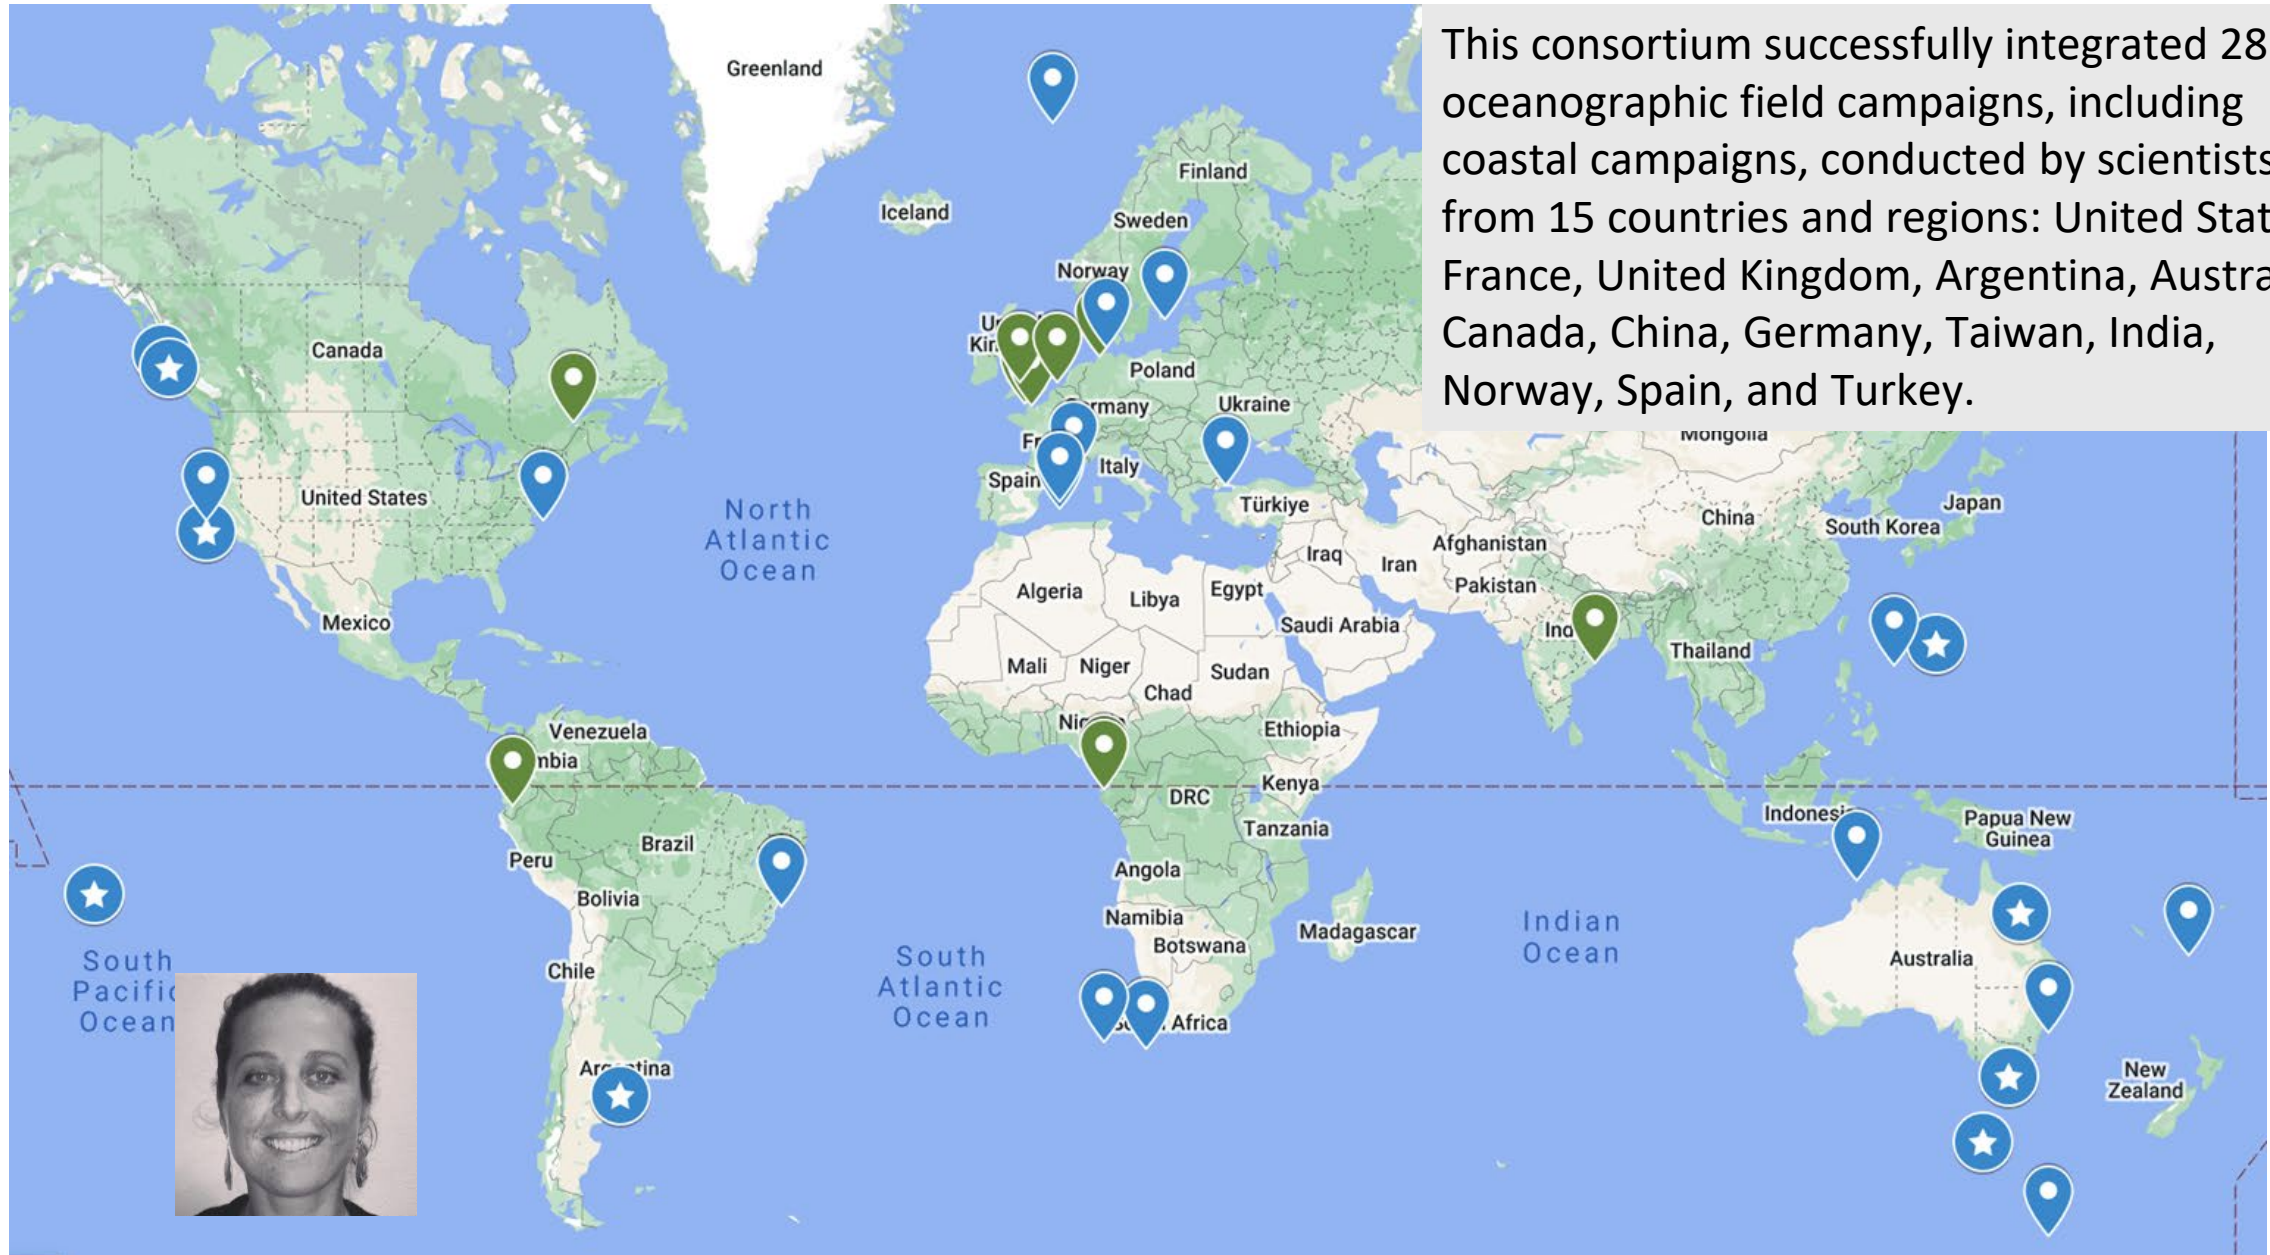 This consortium successfully integrated 28
oceanographic field campaigns, including
coastal campaigns, conducted by scientists
from 15 countries and regions: United Stat
France, United Kingdom, Argentina, Austra
Canada, China, Germany, Taiwan, India,
Norway, Spain, and Turkey.
Greenland
Finland
Iceland
Sweden
Norway
Canada
Poland
Ukraine
Italy
Spain
Mongolia
United States
Türkiye
China
Japan
South Korea
North
Atlantic
Ocean
Iraq
Iran
Afghanistan
Pakistan
Algeria
Libya
Egypt
Saudi Arabia
Mexico
Mali
Niger
Chad
Sudan
Thailand
Venezuela
Ethiopia
Kenya
DRC
Tanzania
Papua New
Guinea
Peru
Brazil
Bolivia
Angola
Namibia
Botswana
Madagascar
Indian
Ocean
Australia
South
Pacific
Ocean
Chile
South
Atlantic
Ocean
Africa
New
Zealand